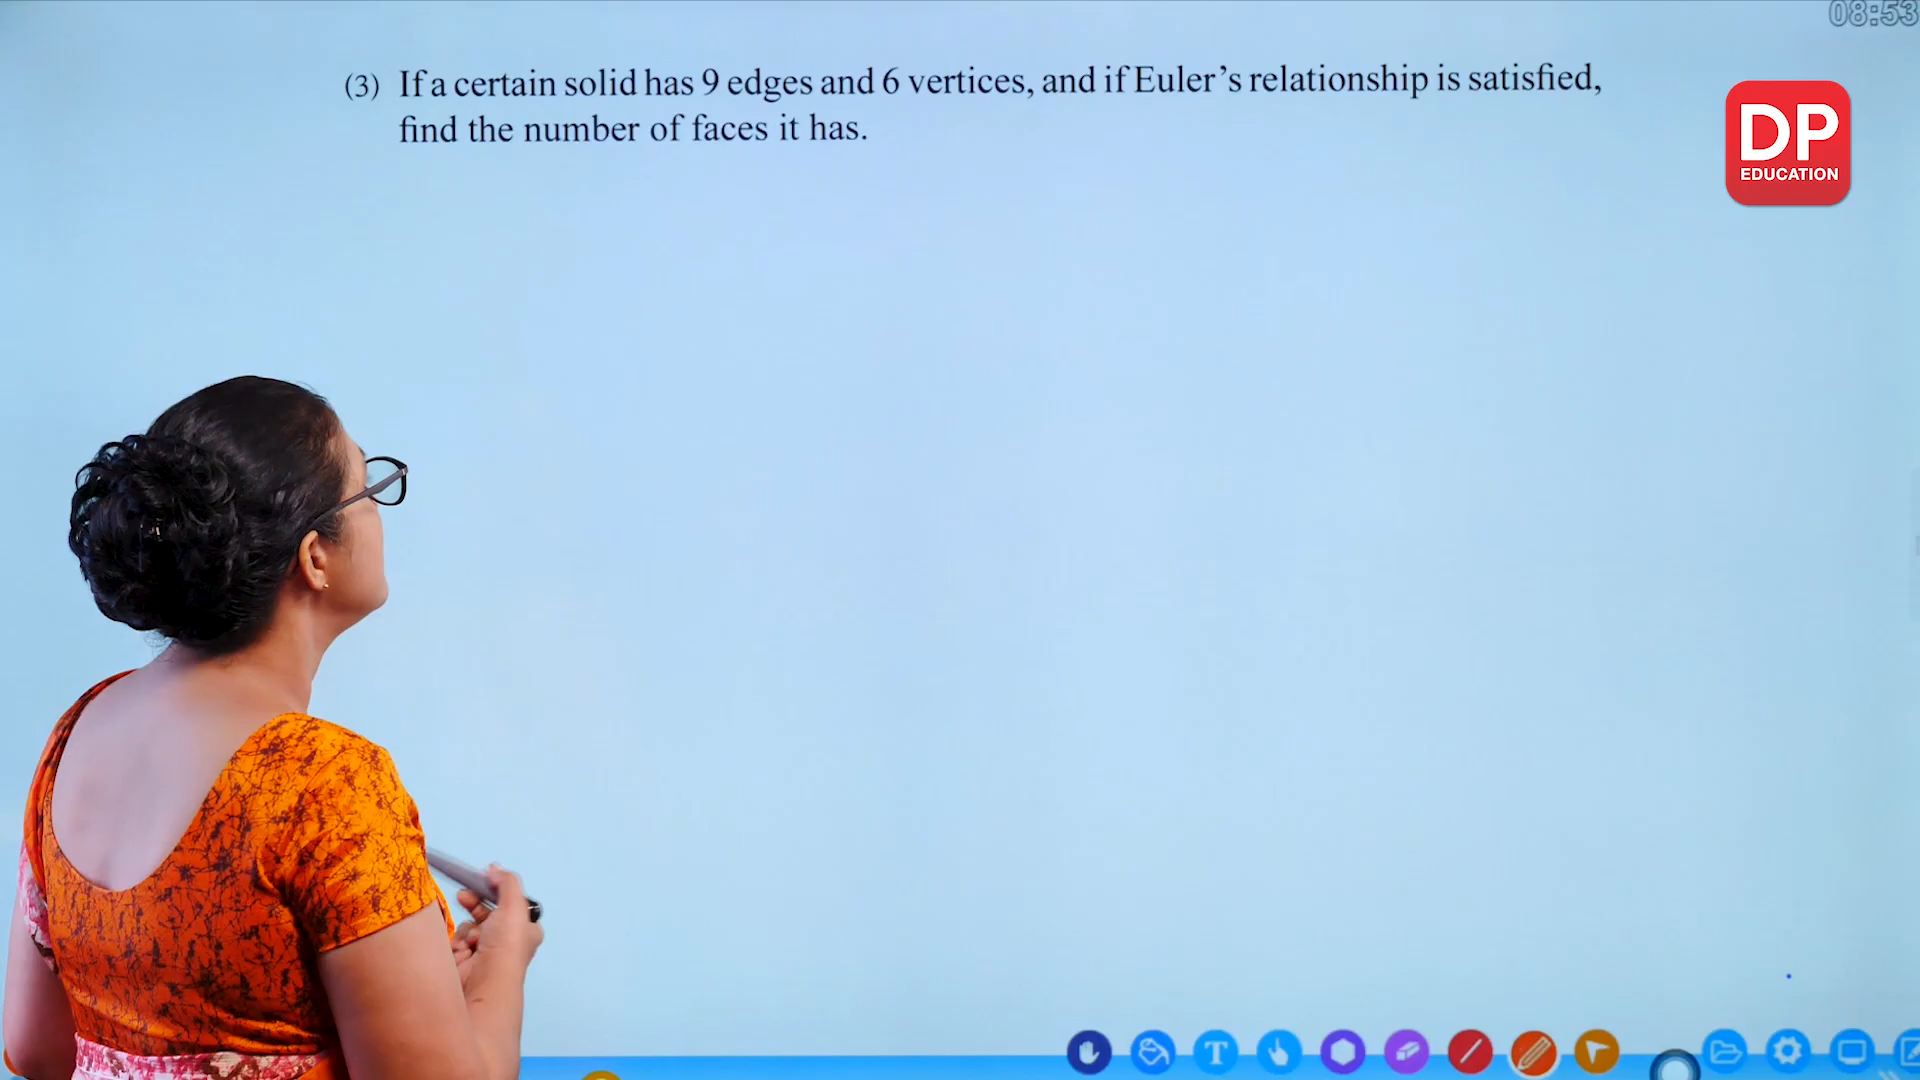 08:53
(3) If a certain solid has 9 edges and 6 vertices, and if Euler’s relationship is satisfied,
find the number of faces it has.
DP
EDUCATION
T